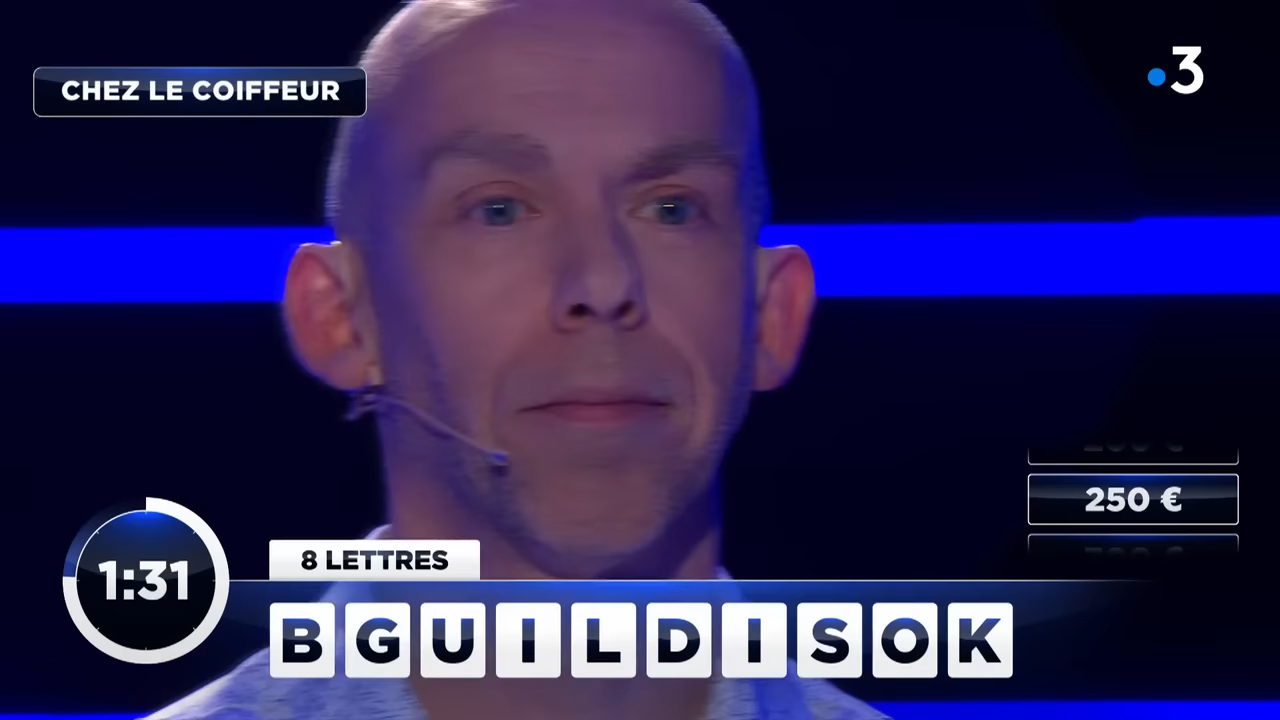 CHEZ LE COIFFEUR
3
250 €
1:31
8 LETTRES
BGUILDISOK